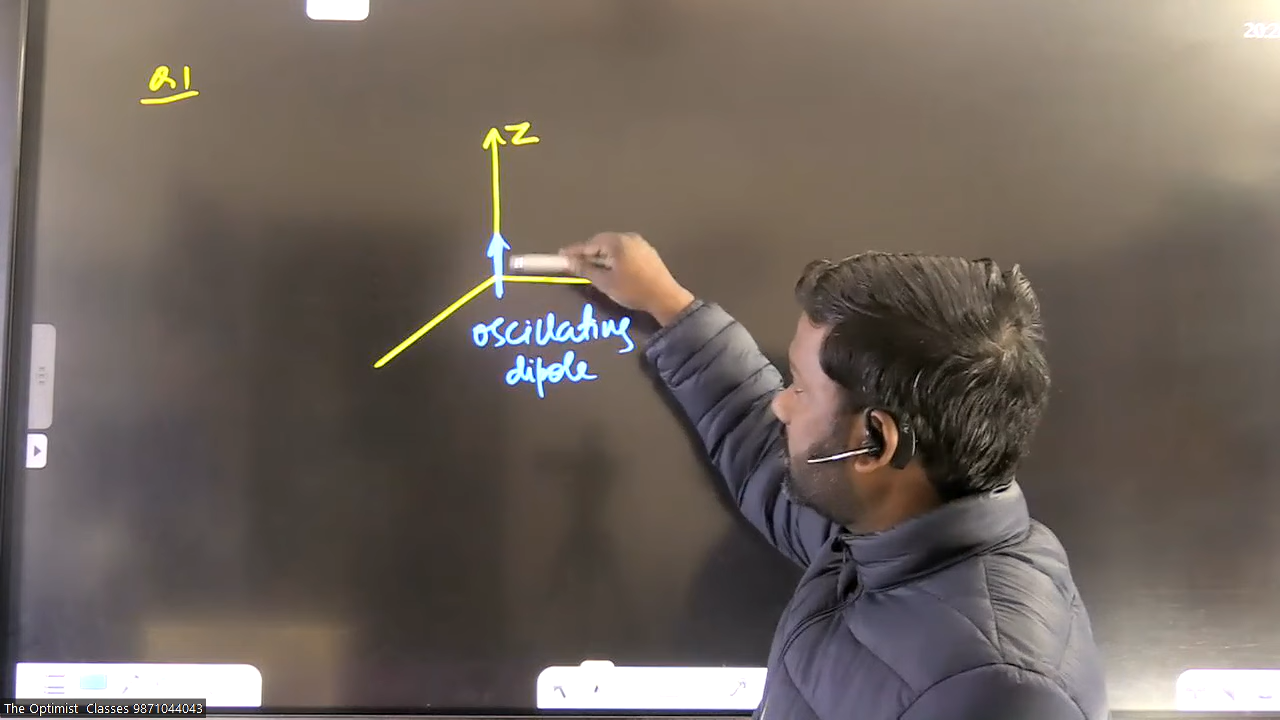 Q1
Z
oscillating
dipole
The Optimist Classes 9871044043